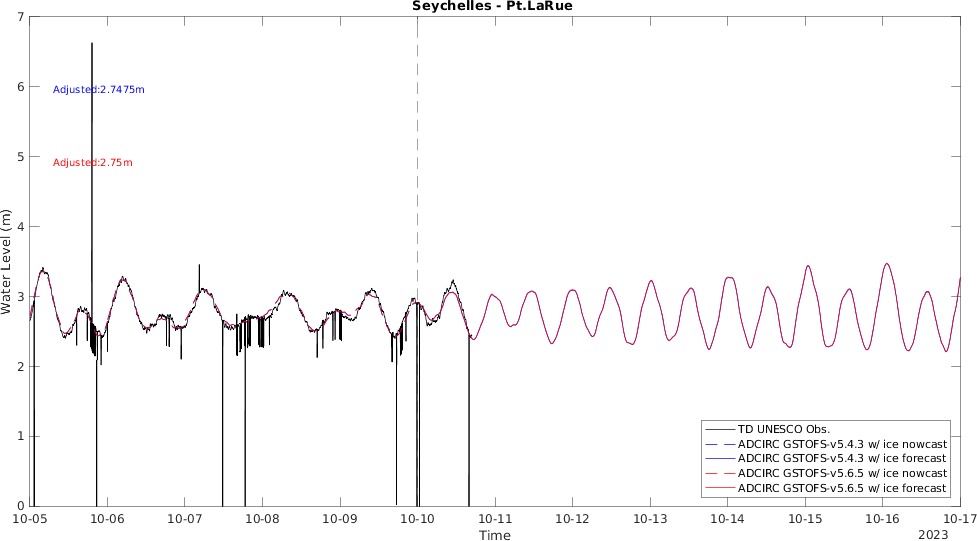 Seychelles - Pt.LaRue
7
6
5
4
3
2
1
0
Water Level (m)
Adjusted:2.7475m
Adjusted:2.75m
TD UNESCO Obs.
ADCIRC GSTOFS-v5.4.3 w/ ice nowcast
ADCIRC GSTOFS-v5.4.3 w/ ice forecast
ADCIRC GSTOFS-v5.6.5 w/ ice nowcast
ADCIRC GSTOFS-v5.6.5 w/ ice forecast
10-05 10-06 10-07 10-08 10-09 10-10 10-11 10-12 10-13 10-14 10-15 10-16 10-17
Time
2023